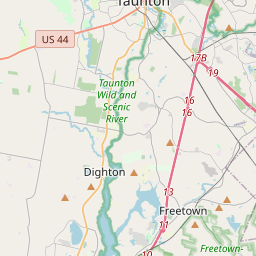 Taunton
US 44
17B
19
Taunton
Wild and
Scenic
River
16
16
Dighton
13
Freetown
11
10
Freetown-